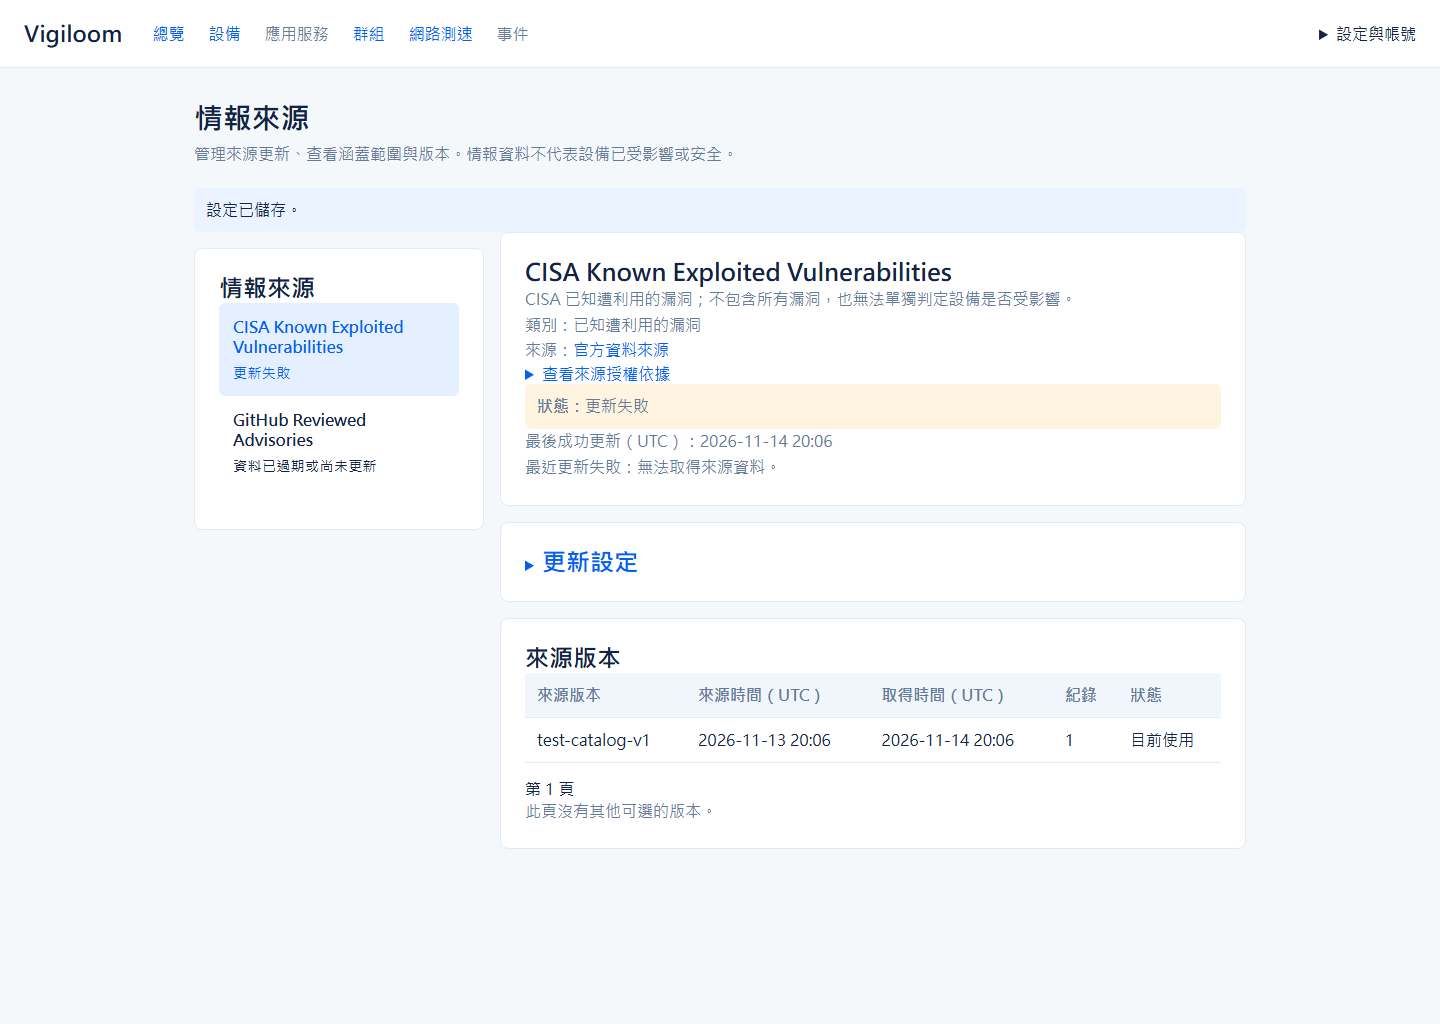 Vigiloom 總覽 設備 應用服務 群組 網路測速 事件 ▶ 設定與帳號
情報來源
管理來源更新、查看涵蓋範圍與版本。情報資料不代表設備已受影響或安全。
設定已儲存。
情報來源
CISA Known Exploited
Vulnerabilities
更新失敗
GitHub Reviewed
Advisories
資料已過期或尚未更新
CISA Known Exploited Vulnerabilities
CISA 已知遭利用的漏洞；不包含所有漏洞，也無法單獨判定設備是否受影響。
類別：已知遭利用的漏洞
來源：官方資料來源
▶ 查看來源授權依據
狀態：更新失敗
最後成功更新（UTC）：2026-11-14 20:06
最近更新失敗：無法取得來源資料。
▶ 更新設定
來源版本
來源版本 來源時間（UTC） 取得時間（UTC） 紀錄 狀態
test-catalog-v1 2026-11-13 20:06 2026-11-14 20:06 1 目前使用
第 1 頁
此頁沒有其他可選的版本。